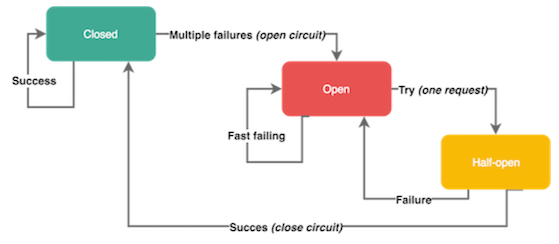 Closed
Multiple failures (open circuit)
Success
Open
Try (one request)
Fast failing
Half-open
Failure
Succes (close circuit)